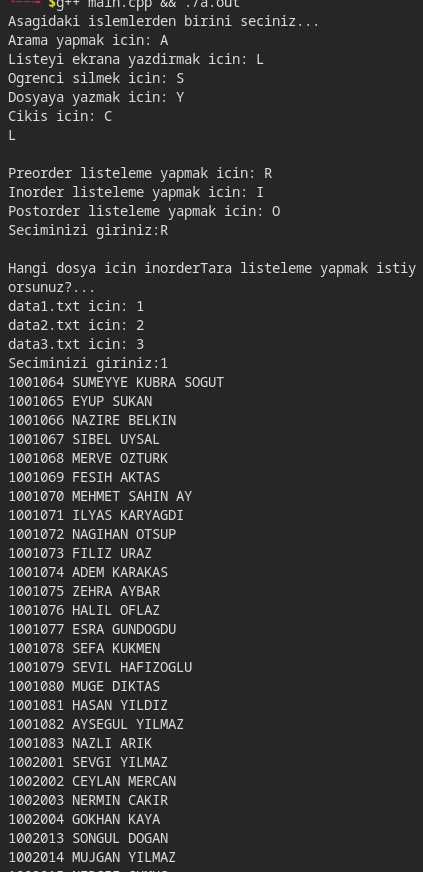 $g++ main.cpp && ./a.out
Asagidaki islemlerden birini seciniz...
Arama yapmak icin: A
Listeyi ekrana yazdirmak icin: L
Ogrenci silmek icin: S
Dosyaya yazmak icin: Y
Cikis icin: C
L
Preorder listeleme yapmak icin: R
Inorder listeleme yapmak icin: I
Postorder listeleme yapmak icin: O
Seciminizi giriniz:R
Hangi dosya icin inorderTara listeleme yapmak istiy
orsunuz?...
data1.txt icin: 1
data2.txt icin: 2
data3.txt icin: 3
Seciminizi giriniz:1
1001064 SUMEYYE KUBRA SOGUT
1001065 EYUP SUKAN
1001066 NAZIRE BELKIN
1001067 SIBEL UYSAL
1001068 MERVE OZTURK
1001069 FESIH AKTAS
1001070 MEHMET SAHIN AY
1001071 ILYAS KARYAGDI
1001072 NAGIHAN OTSUP
1001073 FILIZ URAZ
1001074 ADEM KARAKAS
1001075 ZEHRA AYBAR
1001076 HALIL OFLAZ
1001077 ESRA GUNDOGDU
1001078 SEFA KUKMEN
1001079 SEVIL HAFIZOGLU
1001080 MUGE DIKTAS
1001081 HASAN YILDIZ
1001082 AYSEGUL YILMAZ
1001083 NAZLI ARIK
1002001 SEVGI YILMAZ
1002002 CEYLAN MERCAN
1002003 NERMIN CAKIR
1002004 GOKHAN KAYA
1002013 SONGUL DOGAN
1002014 MUJGAN YILMAZ